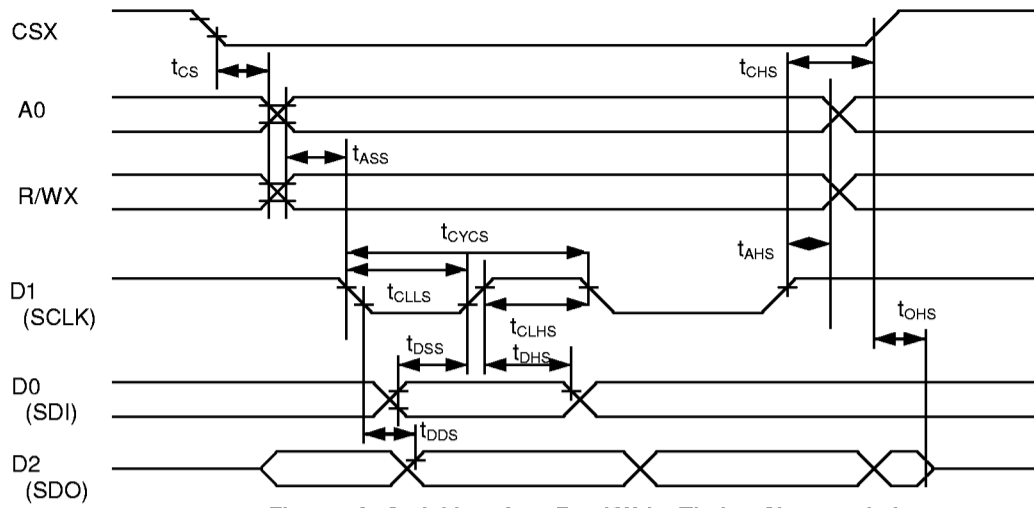 CSX
tCS
tCHS
A0
tASS
R/WX
tCYCS
tAHS
D1
(SCLK)
tCLLS
tCLHS
tOHS
tDSS
tDHS
D0
(SDI)
tDDS
D2
(SDO)